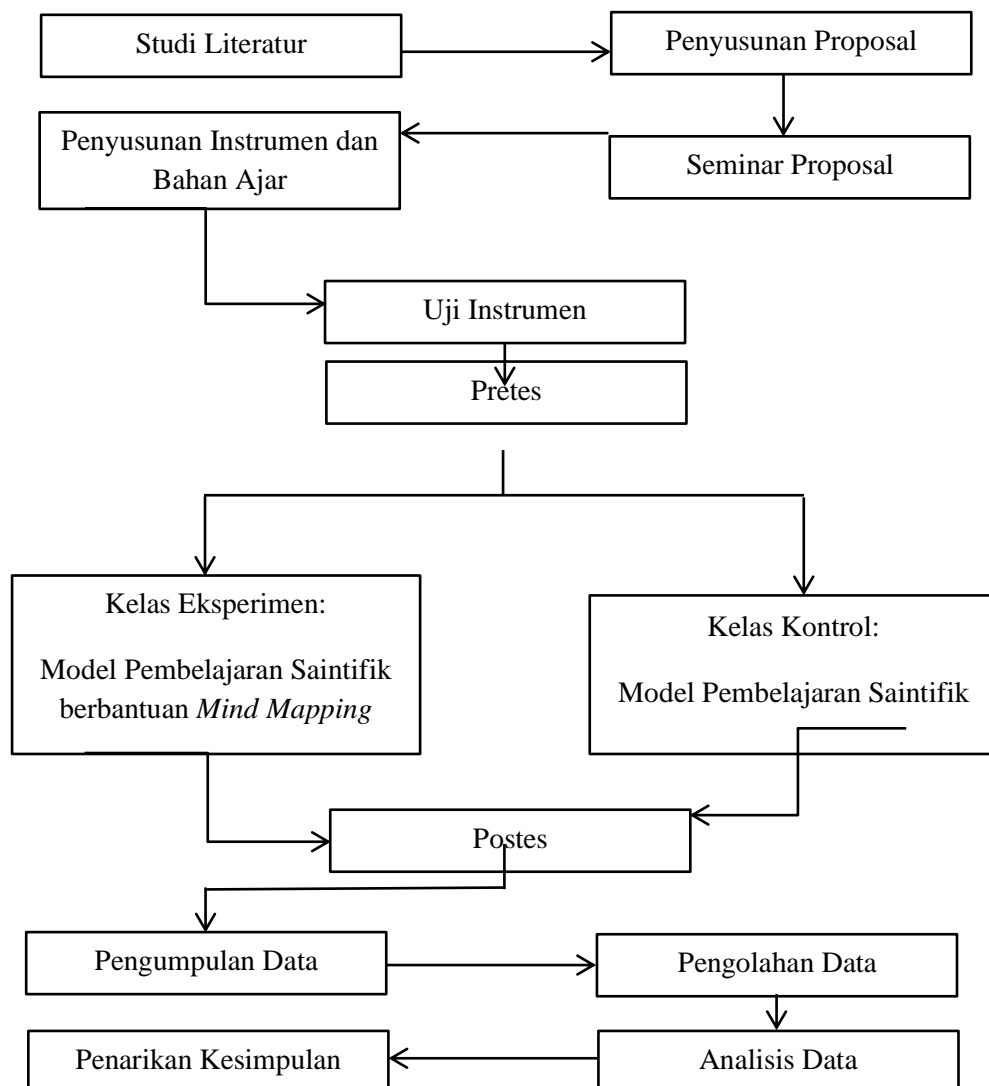 Studi Literatur
Penyusunan Proposal
Penyusunan Instrumen dan
Bahan Ajar
Seminar Proposal
Uji Instrumen
Pretes
Kelas Eksperimen:
Model Pembelajaran Saintifik
berbantuan Mind Mapping
Kelas Kontrol:
Model Pembelajaran Saintifik
Postes
Pengumpulan Data
Pengolahan Data
Penarikan Kesimpulan
Analisis Data